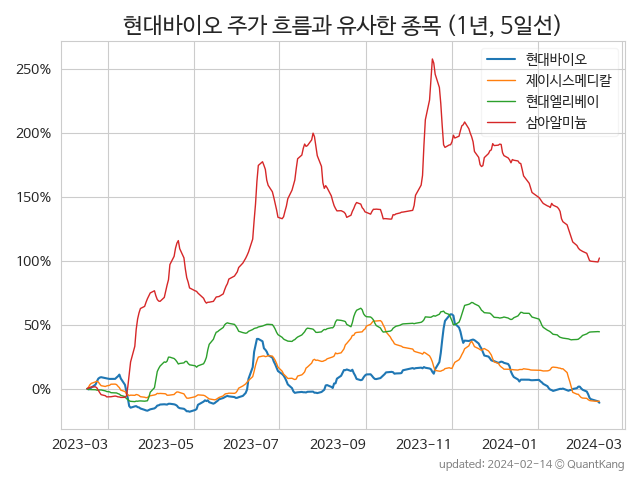 현대바이오 주가 흐름과 유사한 종목 (1년, 5일선)
현대바이오
제이시스메디칼
현대엘리베이
삼아알미늄
250%
200%
150%
100%
50%
0%
2023-03 2023-05 2023-07 2023-09 2023-11 2024-01 2024-03
updated: 2024-02-14 © QuantKang